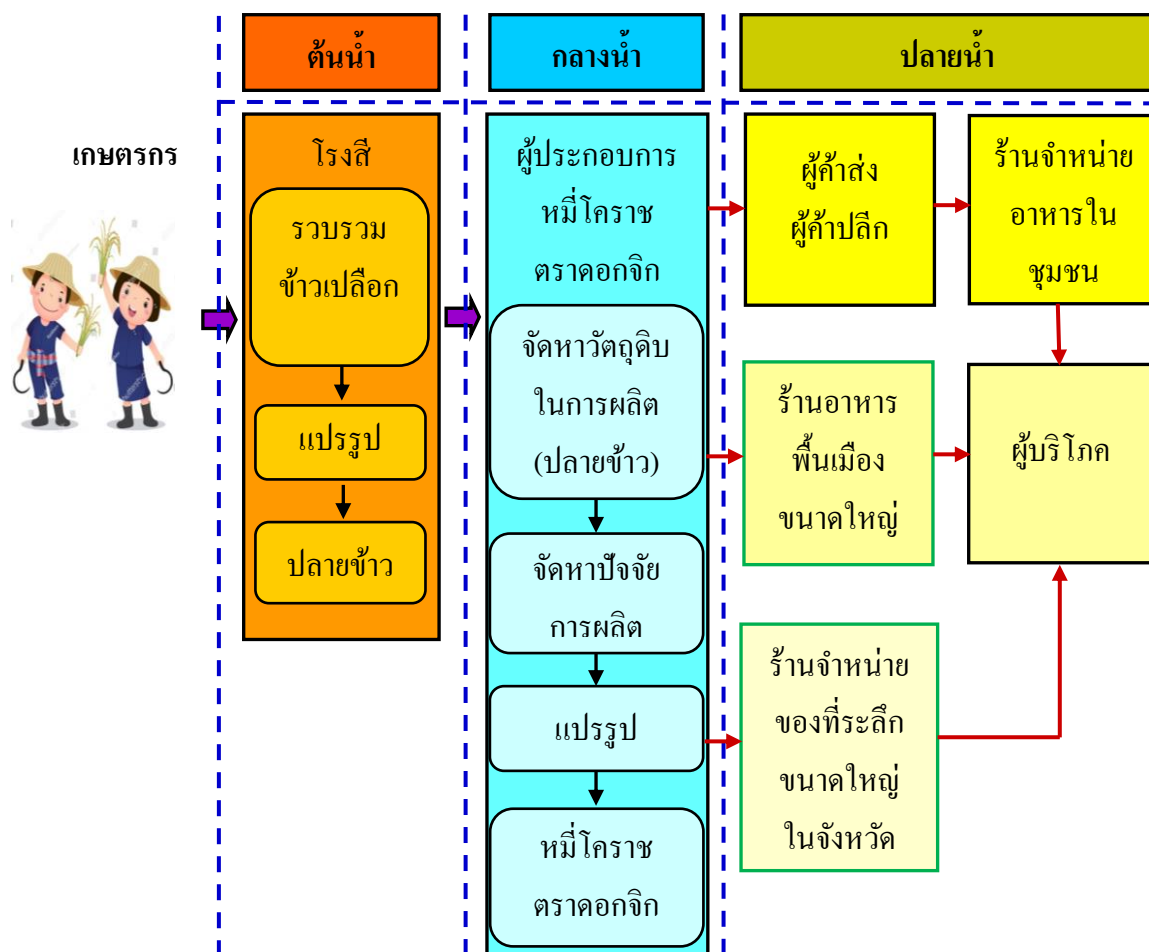 ต้นน้ำ
กลางน้ำ
ปลายน้ำ
เกษตรกร
โรงสี
รวบรวม
ข้าวเปลือก
แปรรูป
ปลายข้าว
ผู้ประกอบการ
หมี่โคราช
ตราดอกจิก
จัดหาวัตถุดิบ
ในการผลิต
(ปลายข้าว)
จัดหาปัจจัย
การผลิต
แปรรูป
หมี่โคราช
ตราดอกจิก
ผู้ค้าส่ง
ผู้ค้าปลีก
ร้านจำหน่าย
อาหารใน
ชุมชน
ร้านอาหาร
พื้นเมือง
ขนาดใหญ่
ผู้บริโภค
ร้านจำหน่าย
ของที่ระลึก
ขนาดใหญ่
ในจังหวัด